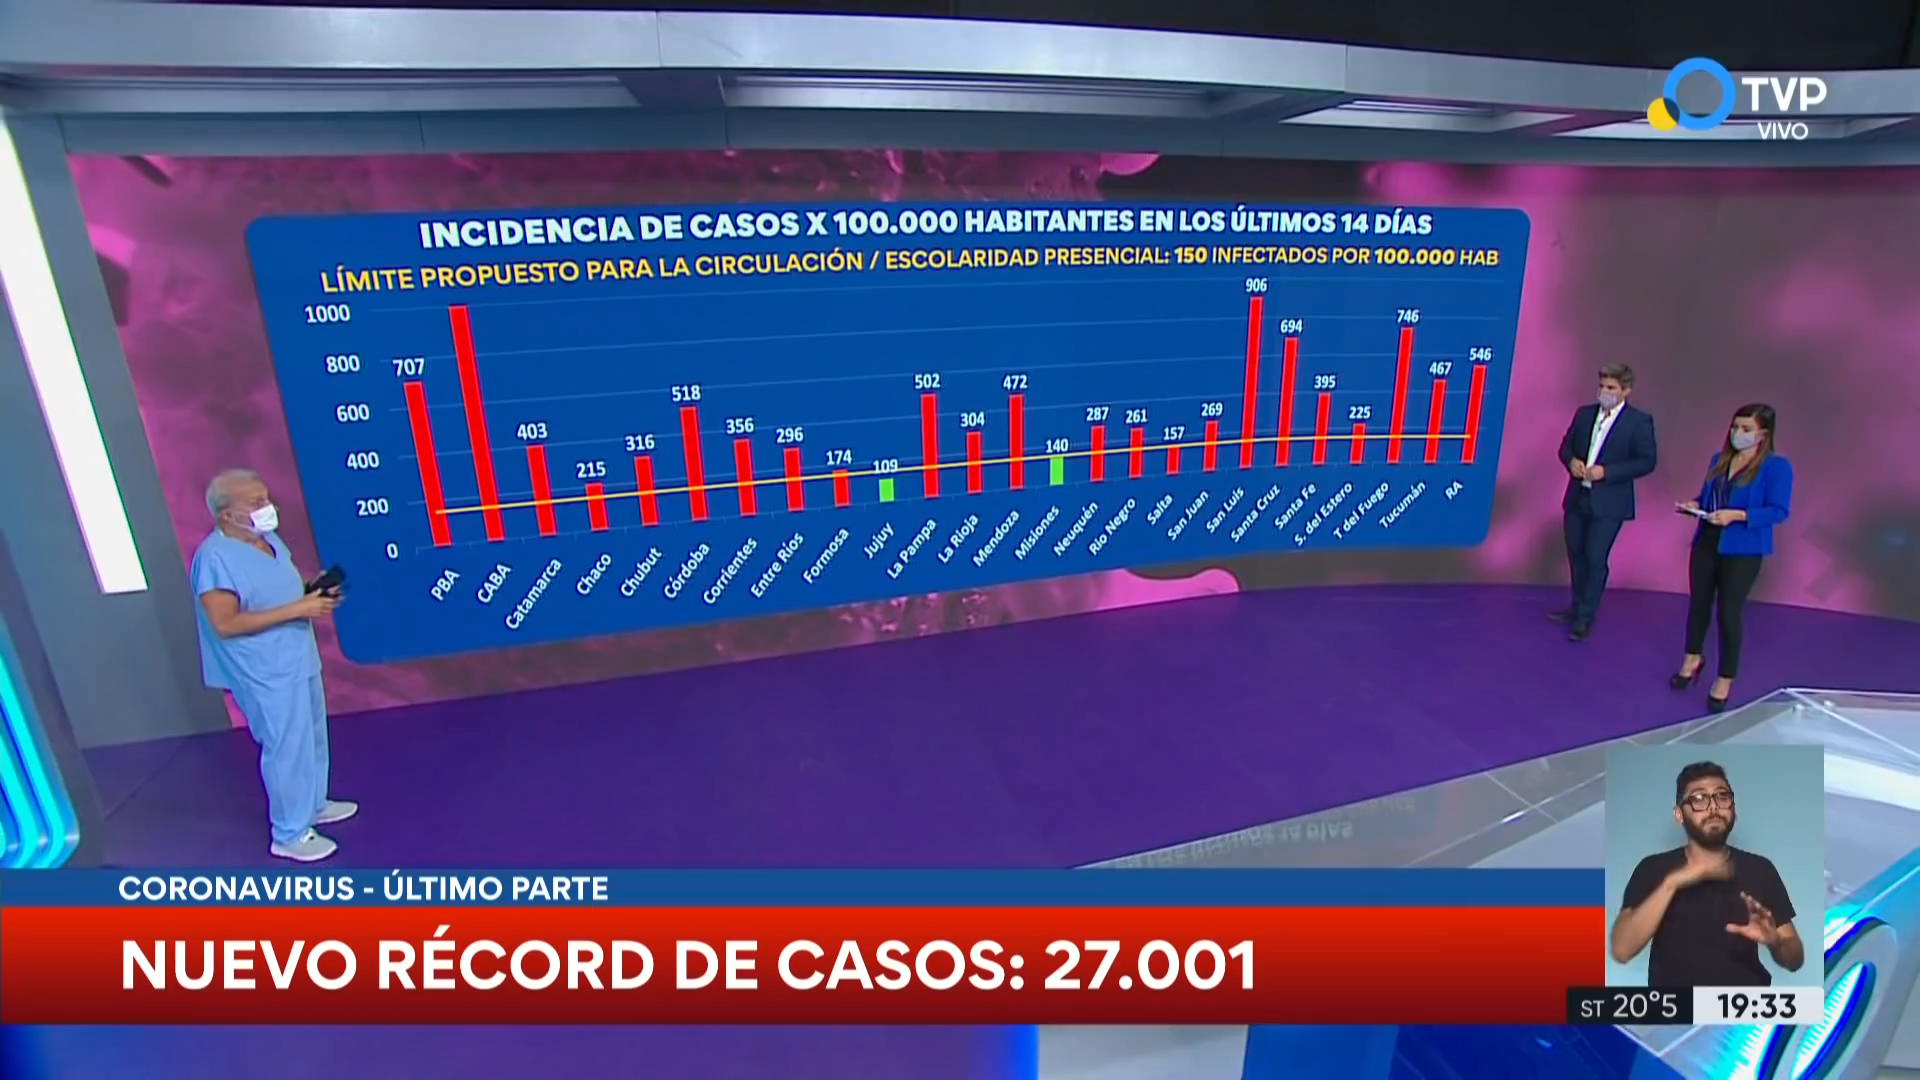 TVP
VIVO
INCIDENCIA DE CASOS X 100.000 HABITANTES EN LOS ÚLTIMOS 14 DÍAS
LÍMITE PROPUESTO PARA LA CIRCULACIÓN / ESCOLARIDAD PRESENCIAL: 150 INFECTADOS POR 100.000 HAB
1000
800
600
400
200
0
707
403
215
316
518
356
296
174
109
502
304
472
140
287
261
157
269
906
694
395
225
746
467
546
PBA
CABA
Catamarca
Chaco
Chubut
Córdoba
Corrientes
Entre Ríos
Formosa
Jujuy
La Pampa
La Rioja
Mendoza
Misiones
Neuquén
Río Negro
Salta
San Juan
San Luis
Santa Cruz
Santa Fe
S. del Estero
T del Fuego
Tucumán
RA
CORONAVIRUS - ÚLTIMO PARTE
NUEVO RÉCORD DE CASOS: 27.001
ST 20°5
19:33